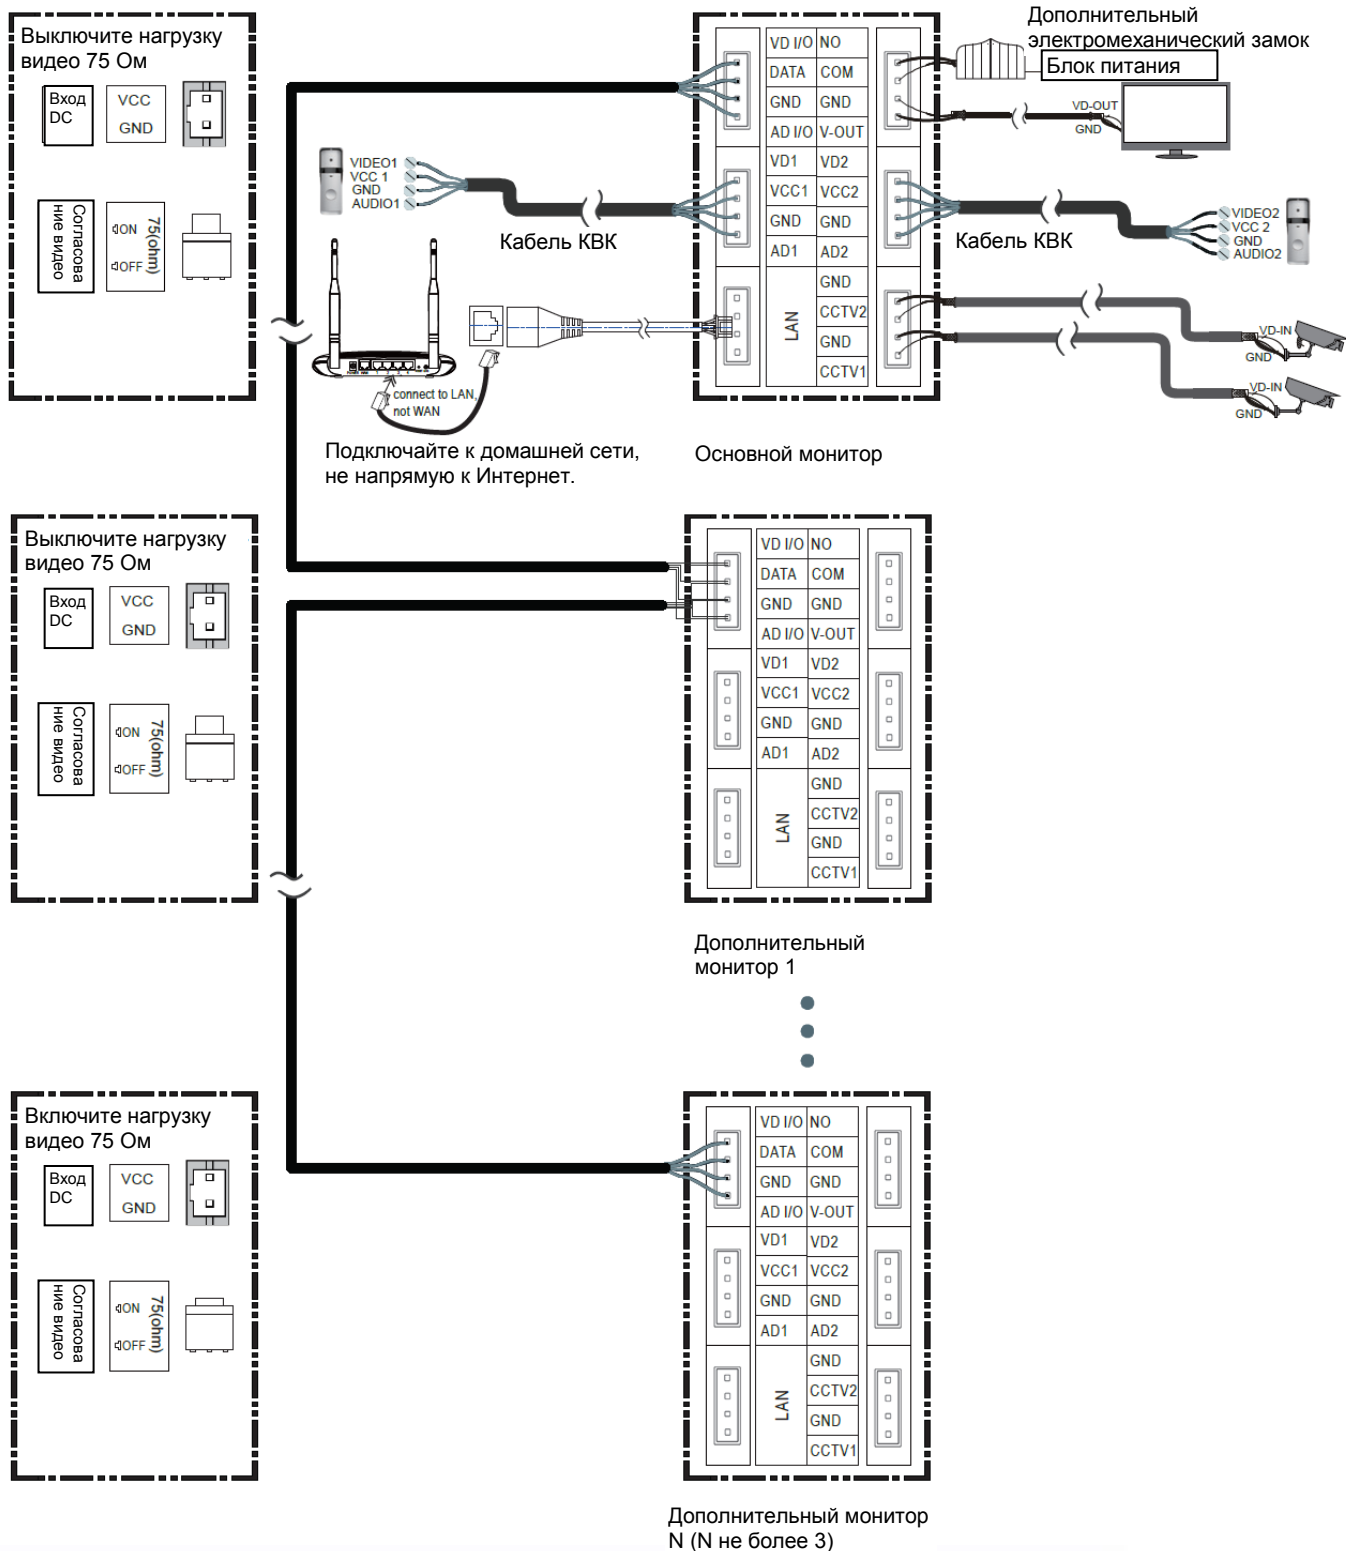 Выключите нагрузку
видео 75 Ом
Вход
DC
VCC
GND
Согласова
ние видео
ON
OFF
75(ohm)
VIDEO1
VCC 1
GND
AUDIO1
Кабель КВК
connect to LAN,
not WAN
Подключайте к домашней сети,
не напрямую к Интернет.
VD I/O NO
DATA COM
GND GND
AD I/O V-OUT
VD1 VD2
VCC1 VCC2
GND GND
AD1 AD2
LAN
GND
CCTV2
GND
CCTV1
Основной монитор
Дополнительный
электромеханический замок
Блок питания
VD-OUT
GND
Кабель КВК
VIDEO2
VCC 2
GND
AUDIO2
VD-IN
GND
VD-IN
GND
Выключите нагрузку
видео 75 Ом
Вход
DC
VCC
GND
Согласова
ние видео
ON
OFF
75(ohm)
VD I/O NO
DATA COM
GND GND
AD I/O V-OUT
VD1 VD2
VCC1 VCC2
GND GND
AD1 AD2
LAN
GND
CCTV2
GND
CCTV1
Дополнительный
монитор 1
Включите нагрузку
видео 75 Ом
Вход
DC
VCC
GND
Согласова
ние видео
ON
OFF
75(ohm)
VD I/O NO
DATA COM
GND GND
AD I/O V-OUT
VD1 VD2
VCC1 VCC2
GND GND
AD1 AD2
LAN
GND
CCTV2
GND
CCTV1
Дополнительный монитор
N (N не более 3)